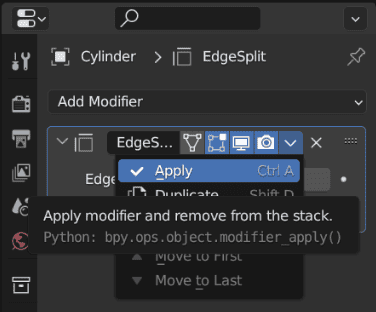 Cylinder > EdgeSplit
Add Modifier
EdgeS...
Apply Ctrl A
Edge
Duplicate Shift D
Apply modifier and remove from the stack.
Python: bpy.ops.object.modifier_apply()
Move to First
Move to Last